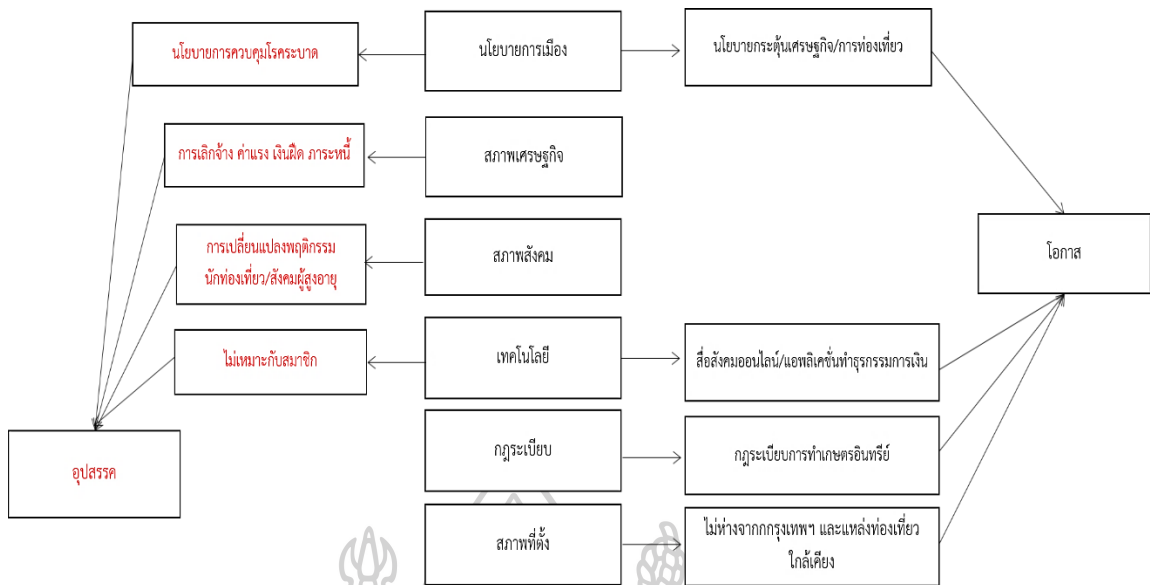 นโยบายการควบคุมโรคระบาด
นโยบายการเมือง
นโยบายกระตุ้นเศรษฐกิจ/การท่องเที่ยว
การเลิกจ้าง ค่าแรง เงินฝืด ภาระหนี้
สภาพเศรษฐกิจ
การเปลี่ยนแปลงพฤติกรรม
นักท่องเที่ยว/สังคมผู้สูงอายุ
สภาพสังคม
โอกาส
ไม่เหมาะกับสมาชิก
เทคโนโลยี
สื่อสังคมออนไลน์/แอพลิเคชั่นทำธุรกรรมการเงิน
อุปสรรค
กฎระเบียบ
กฎระเบียบการทำเกษตรอินทรีย์
สภาพที่ตั้ง
ไม่ห่างจากกกรุงเทพฯ และแหล่งท่องเที่ยว
ใกล้เคียง